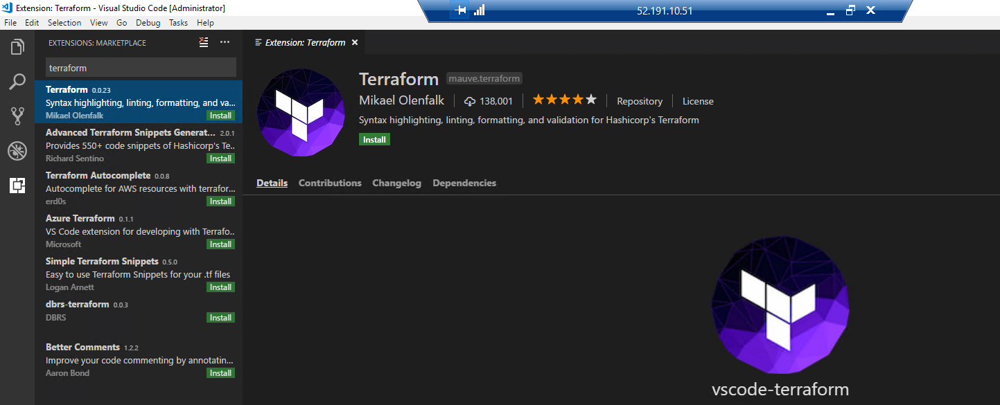 Extension: Terraform - Visual Studio Code [Administrator]
52.191.10.51
File Edit Selection View Go Debug Tasks Help
EXTENSIONS: MARKETPLACE
terraform
Terraform 0.0.23
Syntax highlighting, linting, formatting, and va...
Mikael Olenfalk Install
Advanced Terraform Snippets Generat... 2.0.1
Provides 550+ code snippets of Hashicorp's Te..
Richard Sentino Install
Terraform Autocomplete 0.0.8
Autocomplete for AWS resources with terrafor...
erd0s Install
Azure Terraform 0.1.1
VS Code extension for developing with Terrafo..
Microsoft Install
Simple Terraform Snippets 0.5.0
Easy to use Terraform Snippets for your .tf files
Logan Arnett Install
dbrs-terraform 0.0.3
DBRS Install
Better Comments 1.2.2
Improve your code commenting by annotatin...
Aaron Bond Install
Extension: Terraform
Terraform mauve.terraform
Mikael Olenfalk 138,001 Repository License
Syntax highlighting, linting, formatting, and validation for Hashicorp's Terraform
Install
Details Contributions Changelog Dependencies
vscode-terraform